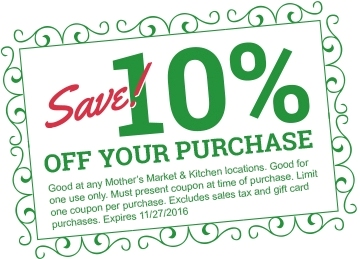 Save! 10%
OFF YOUR PURCHASE
Good at any Mother's Market & Kitchen locations. Good for
one use only. Must present coupon at time of purchase. Limit
one coupon per purchase. Excludes sales tax and gift card
purchases. Expires 11/27/2016